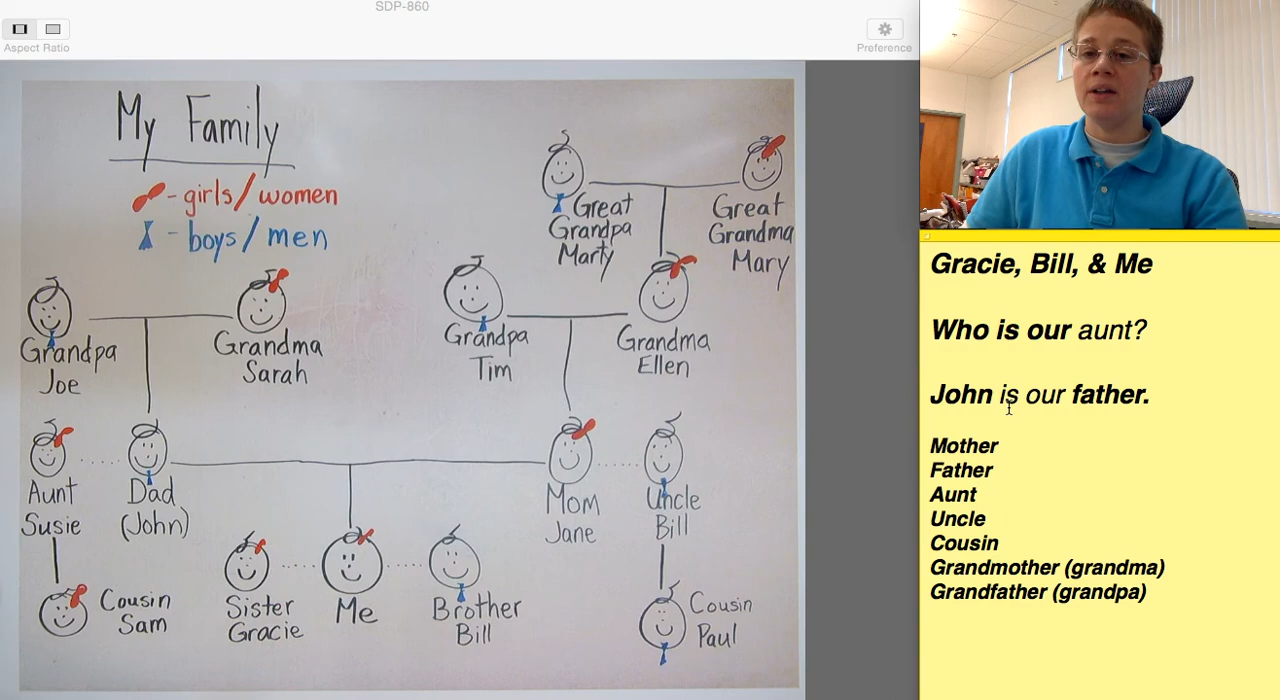 SDP-860
Aspect Ratio
Preference
My Family
- girls/women
- boys/men
Great
Grandpa
Marty
Great
Grandma
Mary
Grandpa
Joe
Grandma
Sarah
Grandpa
Tim
Grandma
Ellen
Aunt
Susie
Dad
(John)
Mom
Jane
Uncle
Bill
Cousin
Sam
Sister
Gracie
Me
Brother
Bill
Cousin
Paul
Gracie, Bill, & Me
Who is our aunt?
John is our father.
Mother
Father
Aunt
Uncle
Cousin
Grandmother (grandma)
Grandfather (grandpa)